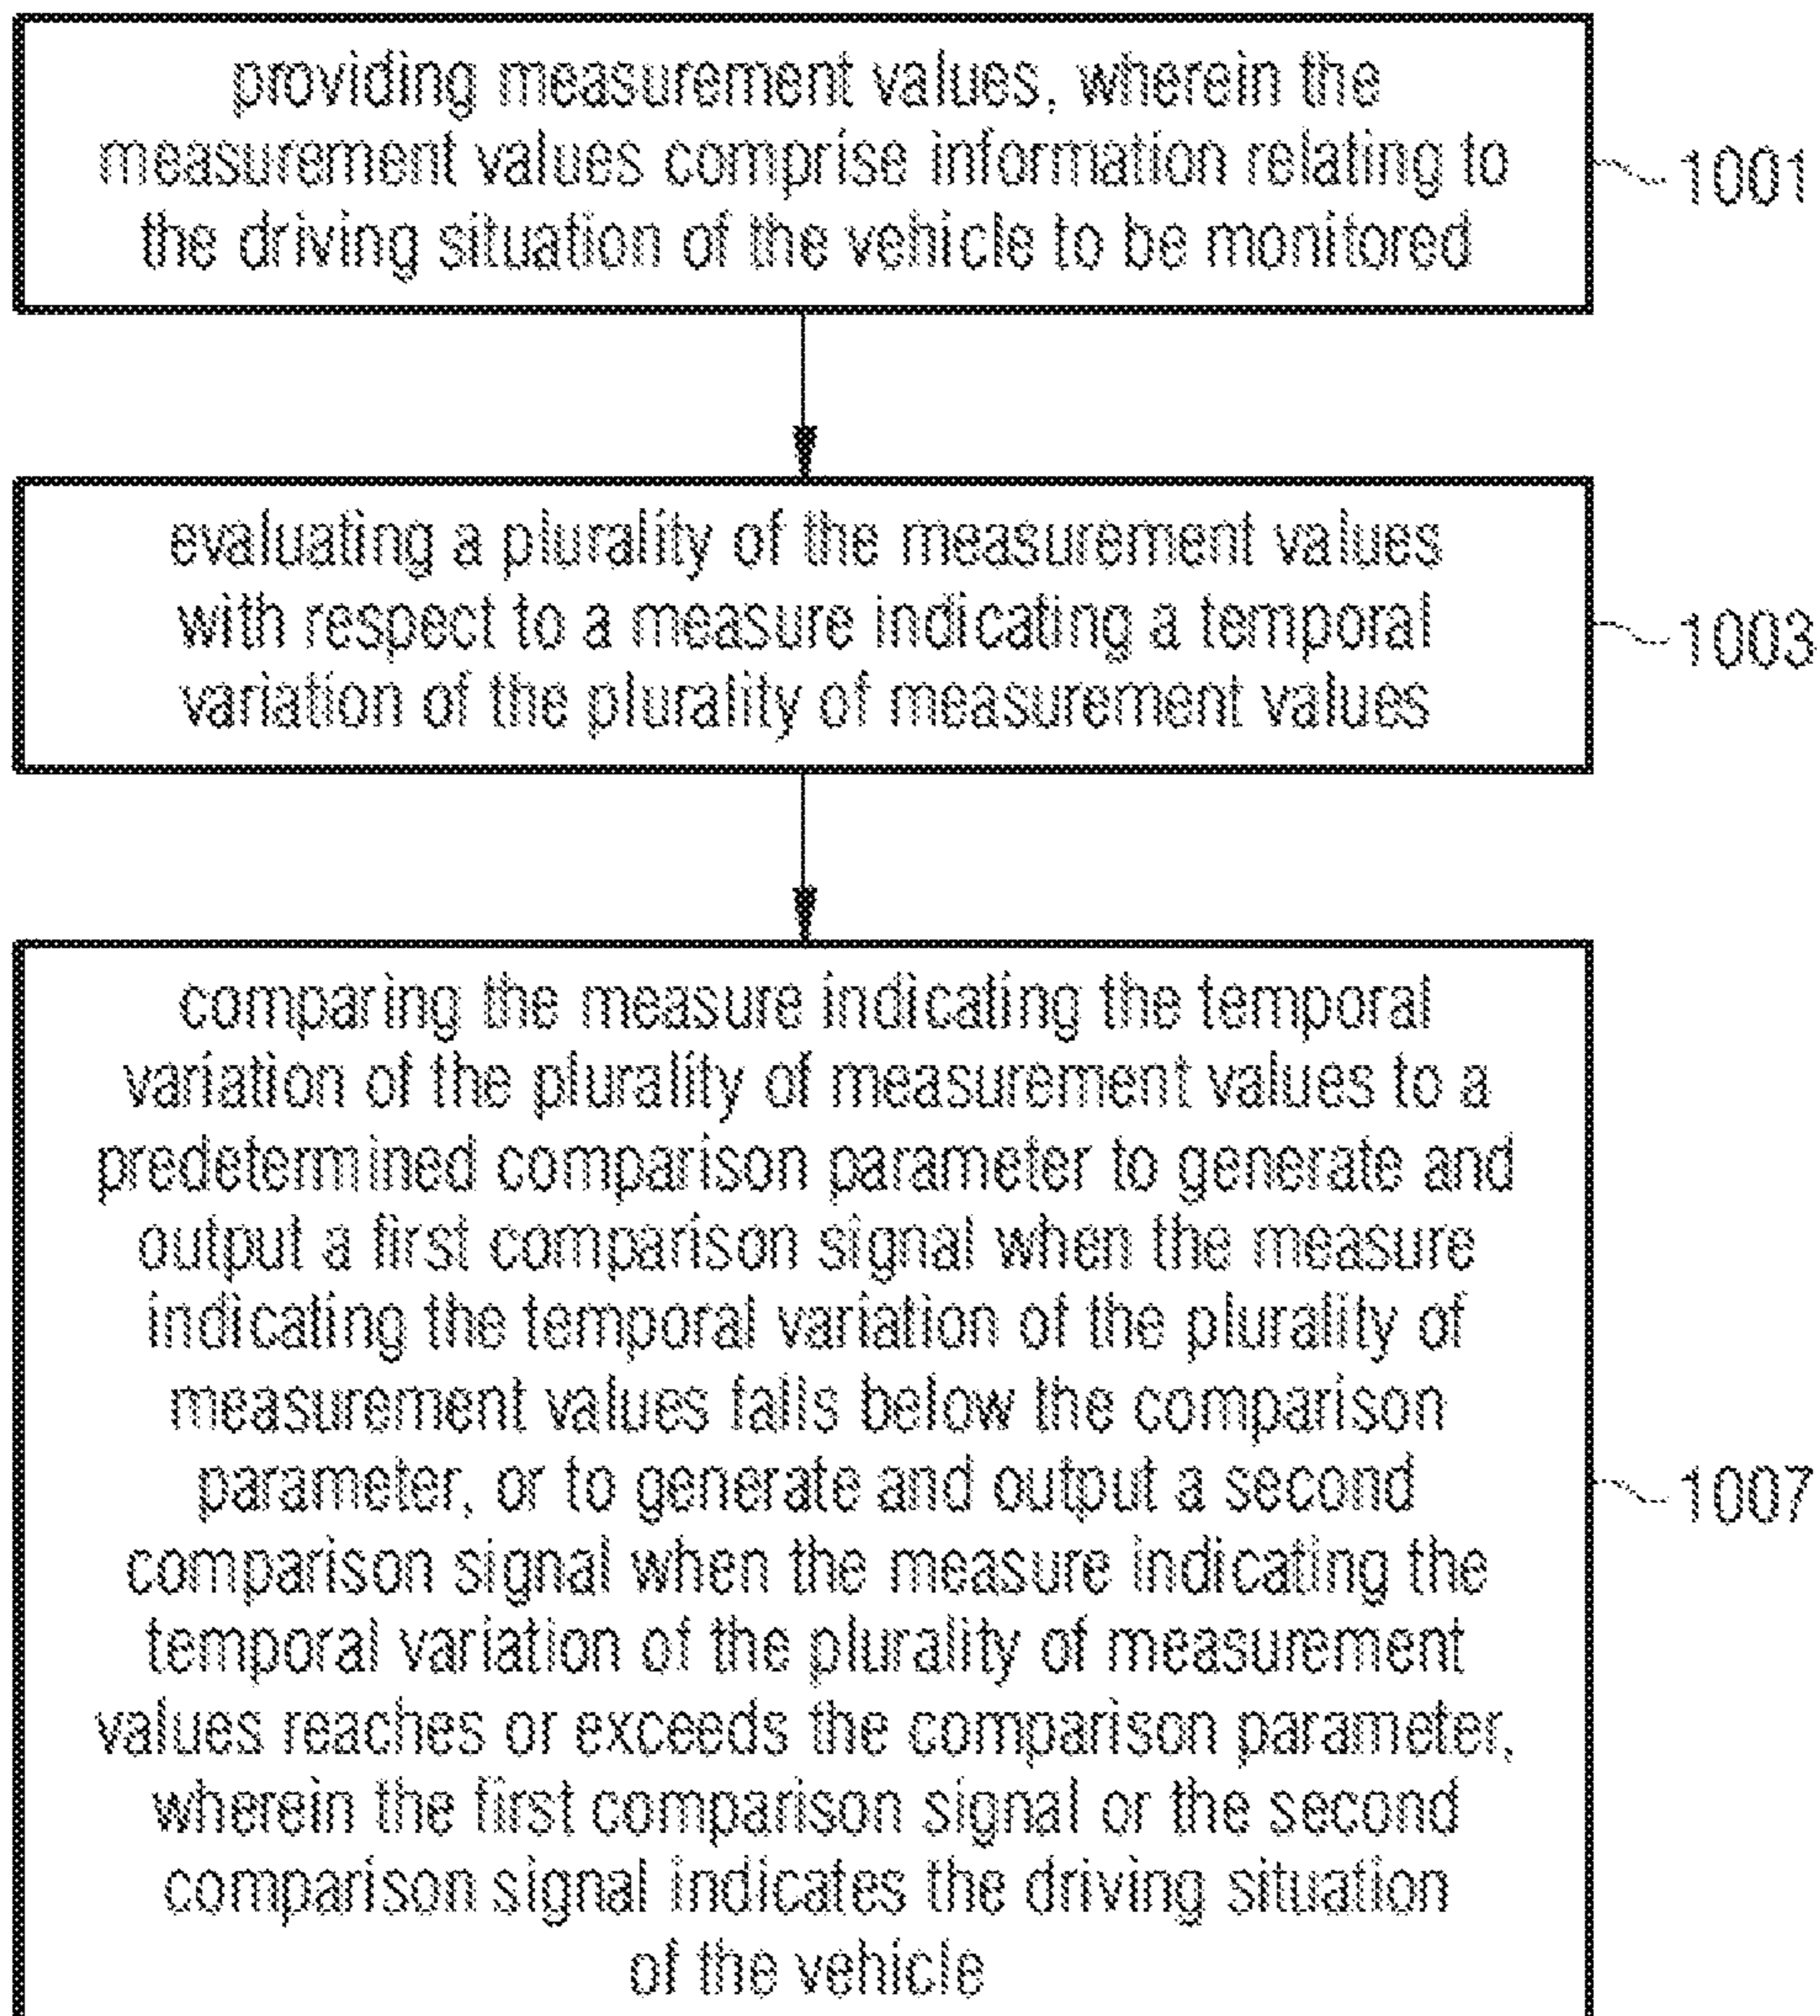 providing measurement values, wherein the
measurement values comprise information relating to
the driving situation of the vehicle to be monitored
1001
evaluating a plurality of the measurement values
with respect to a measure indicating a temporal
variation of the plurality of measurement values
1003
comparing the measure indicating the temporal
variation of the plurality of measurement values to a
predetermined comparison parameter to generate and
output a first comparison signal when the measure
indicating the temporal variation of the plurality of
measurement values falls below the comparison
parameter, or to generate and output a second
comparison signal when the measure indicating the
temporal variation of the plurality of measurement
values reaches or exceeds the comparison parameter,
wherein the first comparison signal or the second
comparison signal indicates the driving situation
of the vehicle
1007